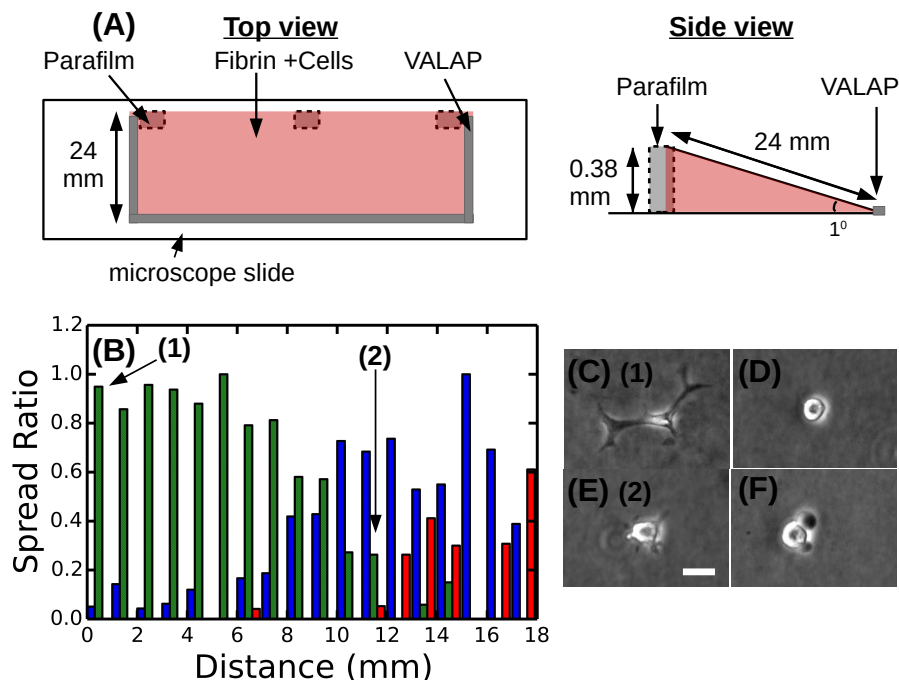 (A)
Top view
Side view
Parafilm
Fibrin +Cells
VALAP
Parafilm
VALAP
24
mm
24 mm
0.38
mm
1⁰
microscope slide
(B)
(1)
(2)
1.2
1.0
0.8
0.6
0.4
0.2
0.0
Spread Ratio
0 2 4 6 8 10 12 14 16 18
Distance (mm)
(C) (1)
(D)
(E) (2)
(F)